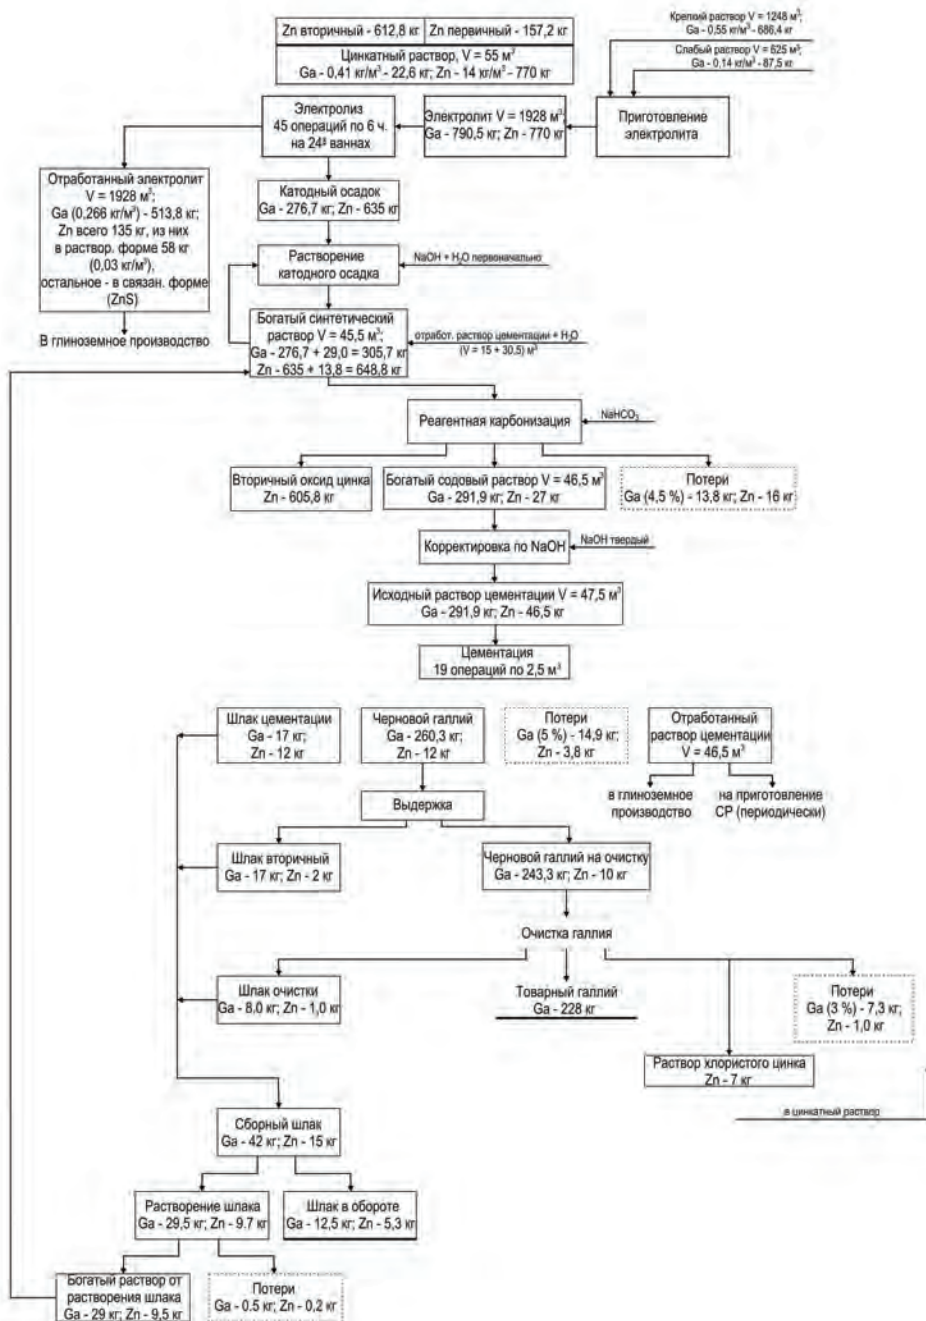 Zn вторичный - 612,8 кг
Zn первичный - 157,2 кг
Цинкатный раствор, V = 55 м³
Ga - 0,41 кг/м³ - 22,6 кг; Zn - 14 кг/м³ - 770 кг
Крепкий раствор V = 1248 м³;
Ga - 0,55 кг/м³ - 686,4 кг
Слабый раствор V = 625 м³;
Ga - 0,14 кг/м³ - 87,5 кг
Электролиз
45 операций по 6 ч.
на 24 ваннах
Электролит V = 1928 м³;
Ga - 790,5 кг; Zn - 770 кг
Приготовление
электролита
Отработанный электролит
V = 1928 м³;
Ga (0,266 кг/м³) - 513,8 кг;
Zn всего 135 кг, из них
в раствор. форме 58 кг
(0,03 кг/м³),
остальное - в связан. форме
(ZnS)
В глиноземное производство
Катодный осадок
Ga - 276,7 кг; Zn - 635 кг
Растворение
катодного осадка
NaOH + H₂O первоначально
Богатый синтетический
раствор V = 45,5 м³;
Ga - 276,7 + 29,0 = 305,7 кг
Zn - 635 + 13,8 = 648,8 кг
отработ. раствор цементации + H₂O
(V = 15 + 30,5) м³
Реагентная карбонизация
NaHCO₃
Вторичный оксид цинка
Zn - 605,8 кг
Богатый содовый раствор V = 46,5 м³
Ga - 291,9 кг; Zn - 27 кг
Потери
Ga (4,5 %) - 13,8 кг; Zn - 16 кг
Корректировка по NaOH
NaOH твердый
Исходный раствор цементации V = 47,5 м³
Ga - 291,9 кг; Zn - 46,5 кг
Цементация
19 операций по 2,5 м³
Шлак цементации
Ga - 17 кг;
Zn - 12 кг
Черновой галлий
Ga - 260,3 кг;
Zn - 12 кг
Потери
Ga (5 %) - 14,9 кг;
Zn - 3,8 кг
Отработанный
раствор цементации
V = 46,5 м³
в глиноземное
производство
на приготовление
СР (периодически)
Выдержка
Шлак вторичный
Ga - 17 кг; Zn - 2 кг
Черновой галлий на очистку
Ga - 243,3 кг; Zn - 10 кг
Очистка галлия
Шлак очистки
Ga - 8,0 кг; Zn - 1,0 кг
Товарный галлий
Ga - 228 кг
Потери
Ga (3 %) - 7,3 кг;
Zn - 1,0 кг
Раствор хлористого цинка
Zn - 7 кг
в цинкатный раствор
Сборный шлак
Ga - 42 кг; Zn - 15 кг
Растворение шлака
Ga - 29,5 кг; Zn - 9.7 кг
Шлак в обороте
Ga - 12,5 кг; Zn - 5,3 кг
Богатый раствор от
растворения шлака
Ga - 29 кг; Zn - 9,5 кг
Потери
Ga - 0.5 кг; Zn - 0,2 кг